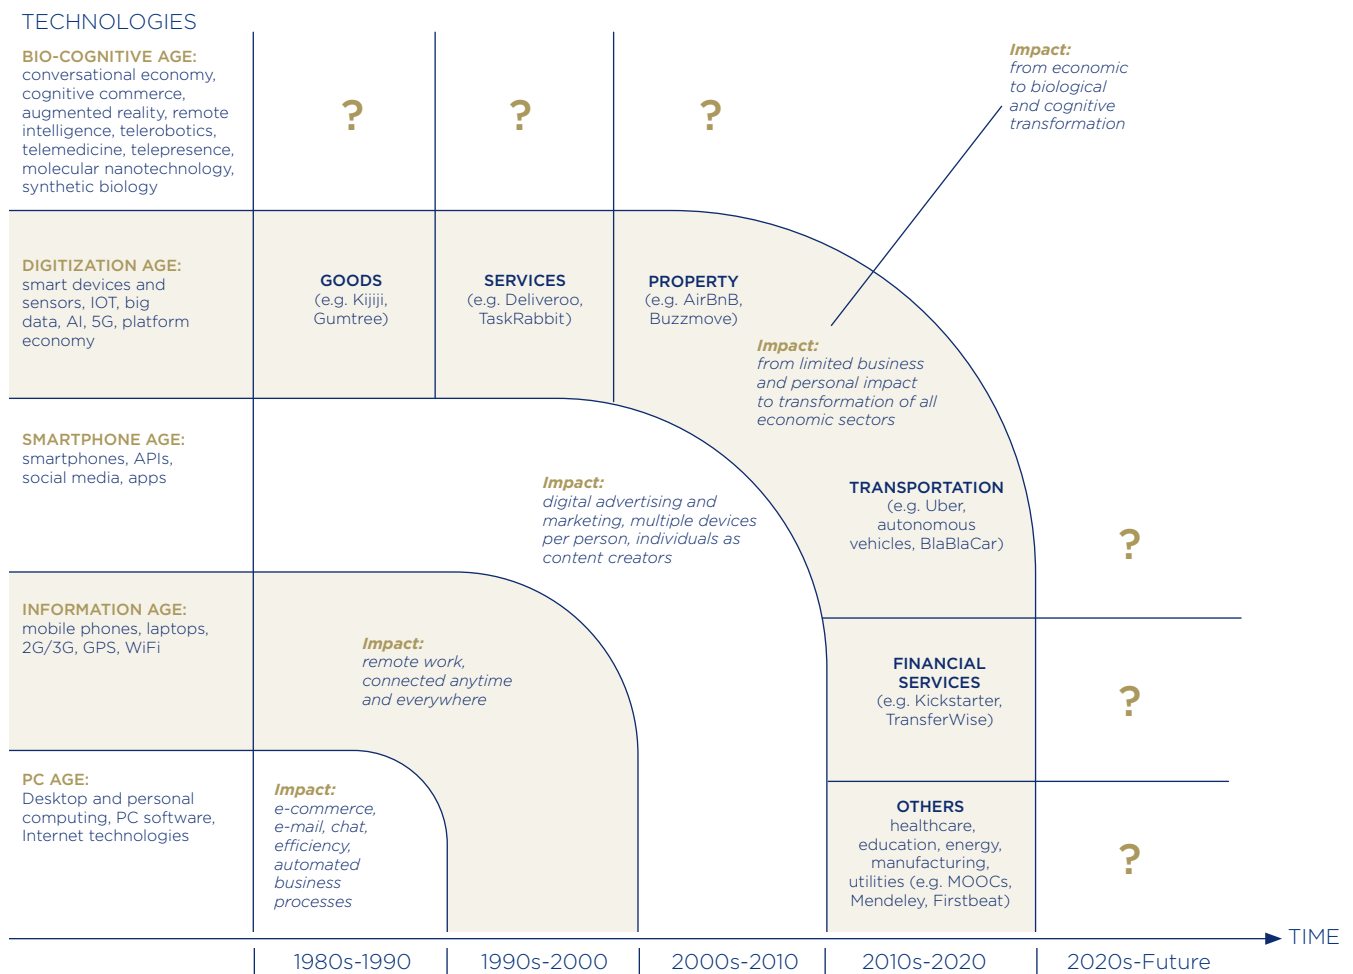 TECHNOLOGIES
BIO-COGNITIVE AGE:
conversational economy,
cognitive commerce,
augmented reality, remote
intelligence, telerobotics,
telemedicine, telepresence,
molecular nanotechnology,
synthetic biology
?
?
?
Impact:
from economic
to biological
and cognitive
transformation
DIGITIZATION AGE:
smart devices and
sensors, IOT, big
data, AI, 5G, platform
economy
GOODS
(e.g. Kijiji,
Gumtree)
SERVICES
(e.g. Deliveroo,
TaskRabbit)
PROPERTY
(e.g. AirBnB,
Buzzmove)
Impact:
from limited business
and personal impact
to transformation of all
economic sectors
SMARTPHONE AGE:
smartphones, APIs,
social media, apps
Impact:
digital advertising and
marketing, multiple devices
per person, individuals as
content creators
TRANSPORTATION
(e.g. Uber,
autonomous
vehicles, BlaBlaCar)
?
INFORMATION AGE:
mobile phones, laptops,
2G/3G, GPS, WiFi
Impact:
remote work,
connected anytime
and everywhere
FINANCIAL
SERVICES
(e.g. Kickstarter,
TransferWise)
?
PC AGE:
Desktop and personal
computing, PC software,
Internet technologies
Impact:
e-commerce,
e-mail, chat,
efficiency,
automated
business
processes
OTHERS
healthcare,
education, energy,
manufacturing,
utilities (e.g. MOOCs,
Mendeley, Firstbeat)
?
TIME
1980s-1990
1990s-2000
2000s-2010
2010s-2020
2020s-Future